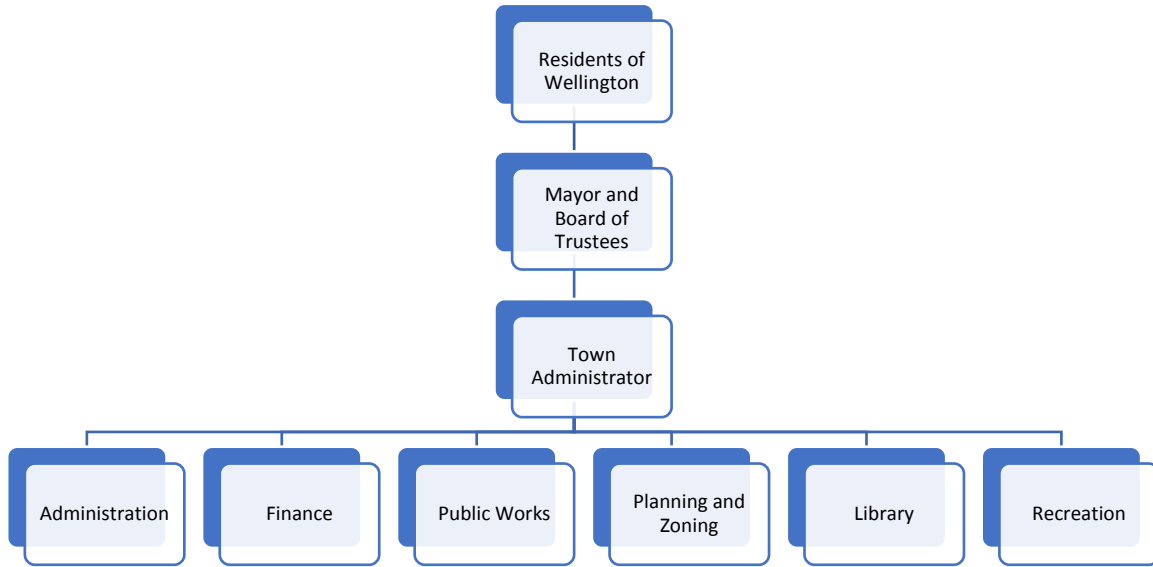 Residents of
Wellington
Mayor and
Board of
Trustees
Town
Administrator
Administration
Finance
Public Works
Planning and
Zoning
Library
Recreation